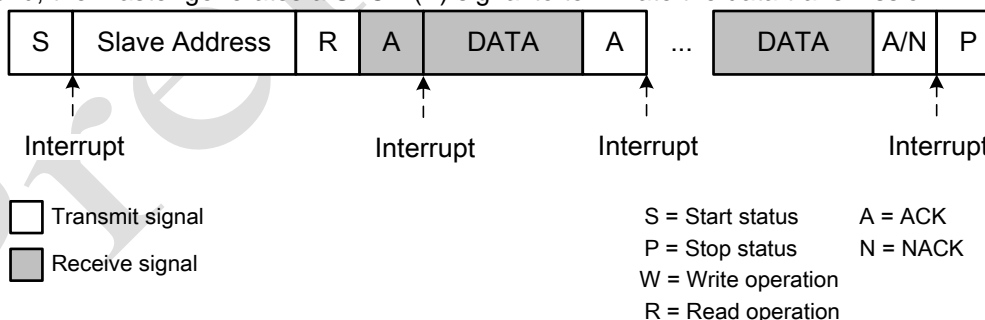 S Slave Address R A DATA A ... DATA A/N P
Interrupt Interrupt Interrupt Interrupt
Transmit signal
Receive signal
S = Start status A = ACK
P = Stop status N = NACK
W = Write operation
R = Read operation